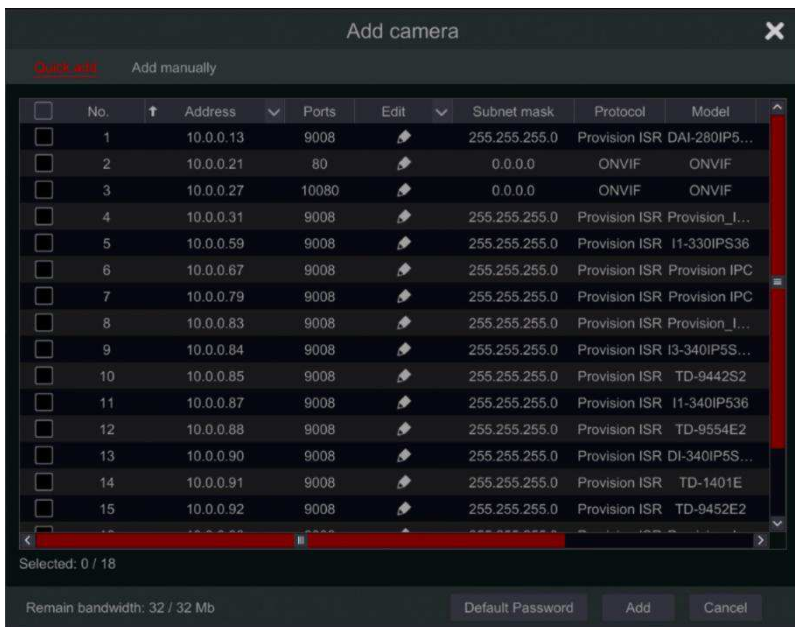 Add camera
Quick add Add manually
No. Address Ports Edit Subnet mask Protocol Model
1 10.0.0.13 9008 255.255.255.0 Provision ISR DAI-280IP5...
2 10.0.0.21 80 0.0.0.0 ONVIF ONVIF
3 10.0.0.27 10080 0.0.0.0 ONVIF ONVIF
4 10.0.0.31 9008 255.255.255.0 Provision ISR Provision_I...
5 10.0.0.59 9008 255.255.255.0 Provision ISR I1-330IPS36
6 10.0.0.67 9008 255.255.255.0 Provision ISR Provision IPC
7 10.0.0.79 9008 255.255.255.0 Provision ISR Provision IPC
8 10.0.0.83 9008 255.255.255.0 Provision ISR Provision_I...
9 10.0.0.84 9008 255.255.255.0 Provision ISR I3-340IP5S...
10 10.0.0.85 9008 255.255.255.0 Provision ISR TD-9442S2
11 10.0.0.87 9008 255.255.255.0 Provision ISR I1-340IP536
12 10.0.0.88 9008 255.255.255.0 Provision ISR TD-9554E2
13 10.0.0.90 9008 255.255.255.0 Provision ISR DI-340IP5S...
14 10.0.0.91 9008 255.255.255.0 Provision ISR TD-1401E
15 10.0.0.92 9008 255.255.255.0 Provision ISR TD-9452E2
Selected: 0 / 18
Remain bandwidth: 32 / 32 Mb Default Password Add Cancel